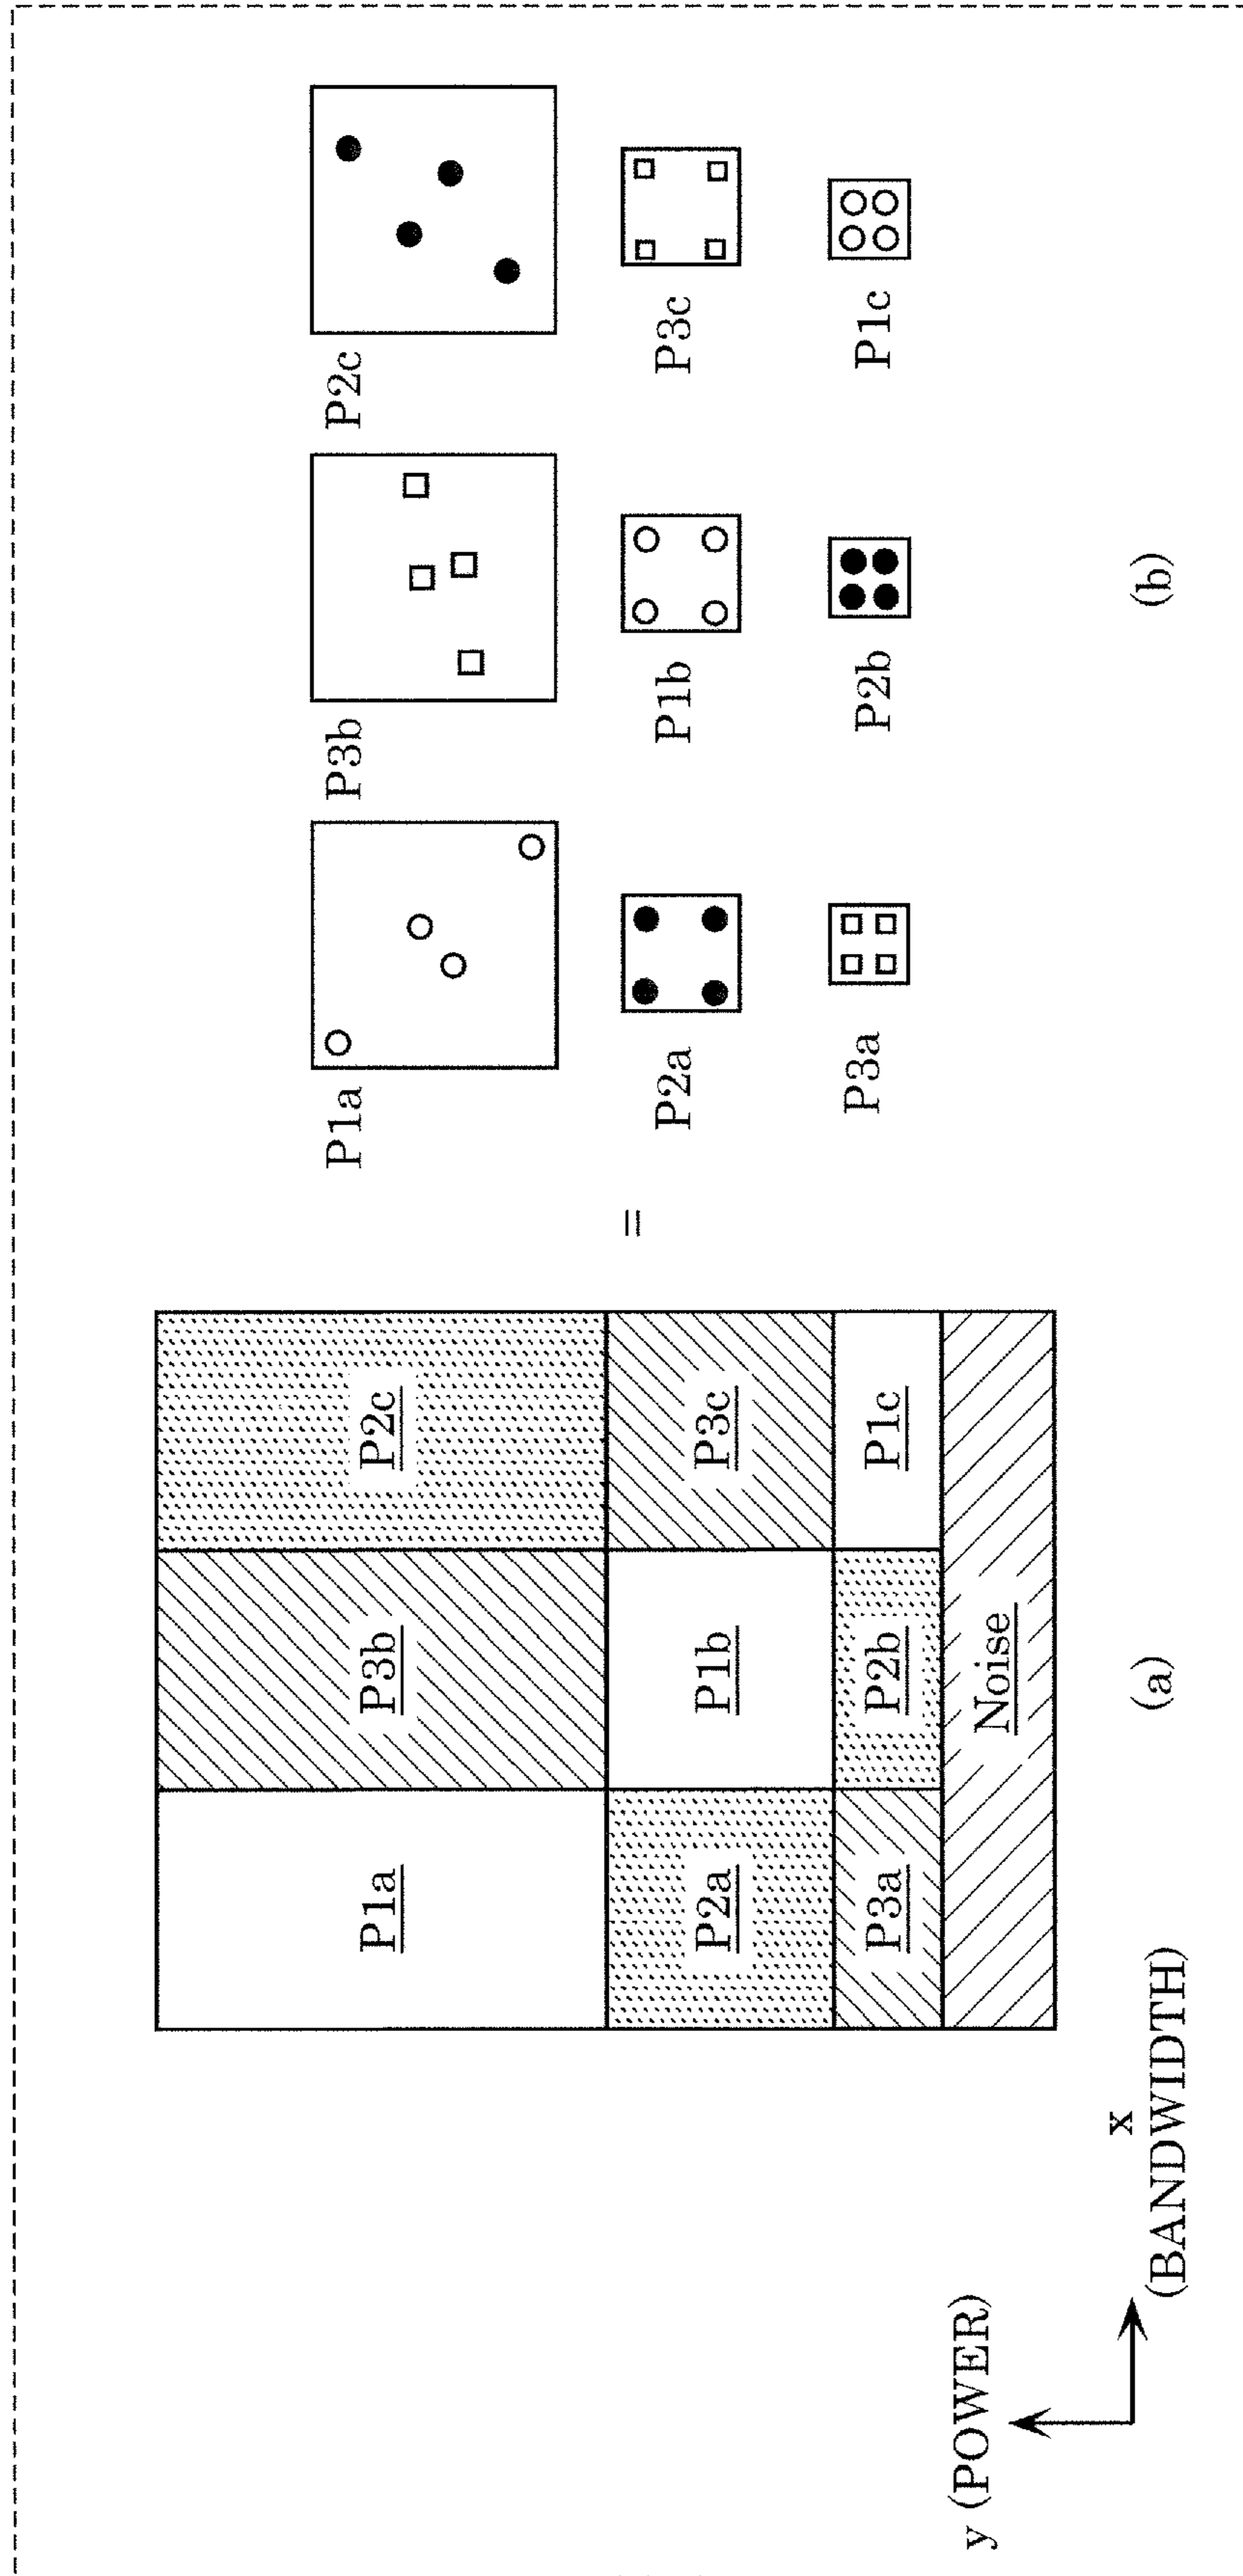 P1a
P3b
P2c
P2a
P1b
P3c
P3a
P2b
P1c
Noise
(a)
=
P1a
P3b
P2c
P2a
P1b
P3c
P3a
P2b
P1c
(b)
y (POWER)
x
(BANDWIDTH)